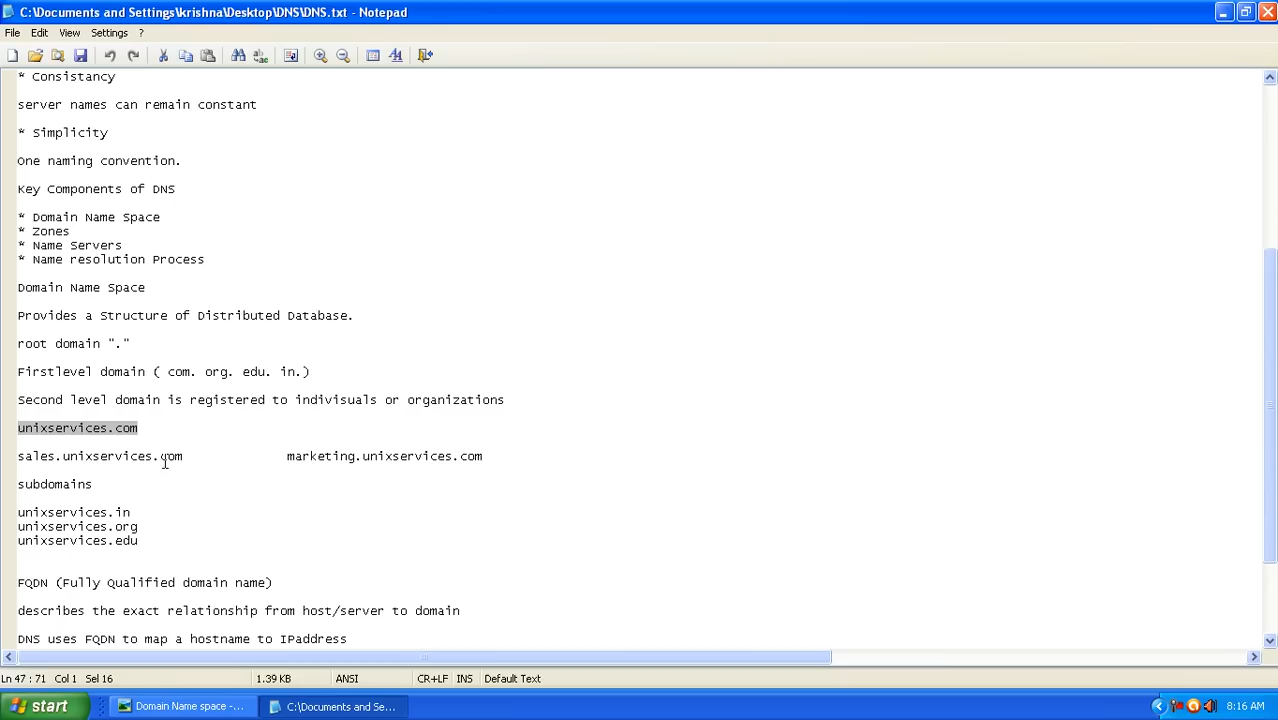 C:\Documents and Settings\krishna\Desktop\DNS\DNS.txt - Notepad
File Edit View Settings ?
* Consistancy
server names can remain constant
* Simplicity
One naming convention.
Key Components of DNS
* Domain Name Space
* Zones
* Name Servers
* Name resolution Process
Domain Name Space
Provides a Structure of Distributed Database.
root domain "."
Firstlevel domain ( com. org. edu. in.)
Second level domain is registered to indivisuals or organizations
unixservices.com
sales.unixservices.com marketing.unixservices.com
subdomains
unixservices.in
unixservices.org
unixservices.edu
FQDN (Fully Qualified domain name)
describes the exact relationship from host/server to domain
DNS uses FQDN to map a hostname to IPaddress
Ln 47 : 71 Col 1 Sel 16 1.39 KB ANSI CR+LF INS Default Text
start Domain Name space - ... C:\Documents and Se... 8:16 AM